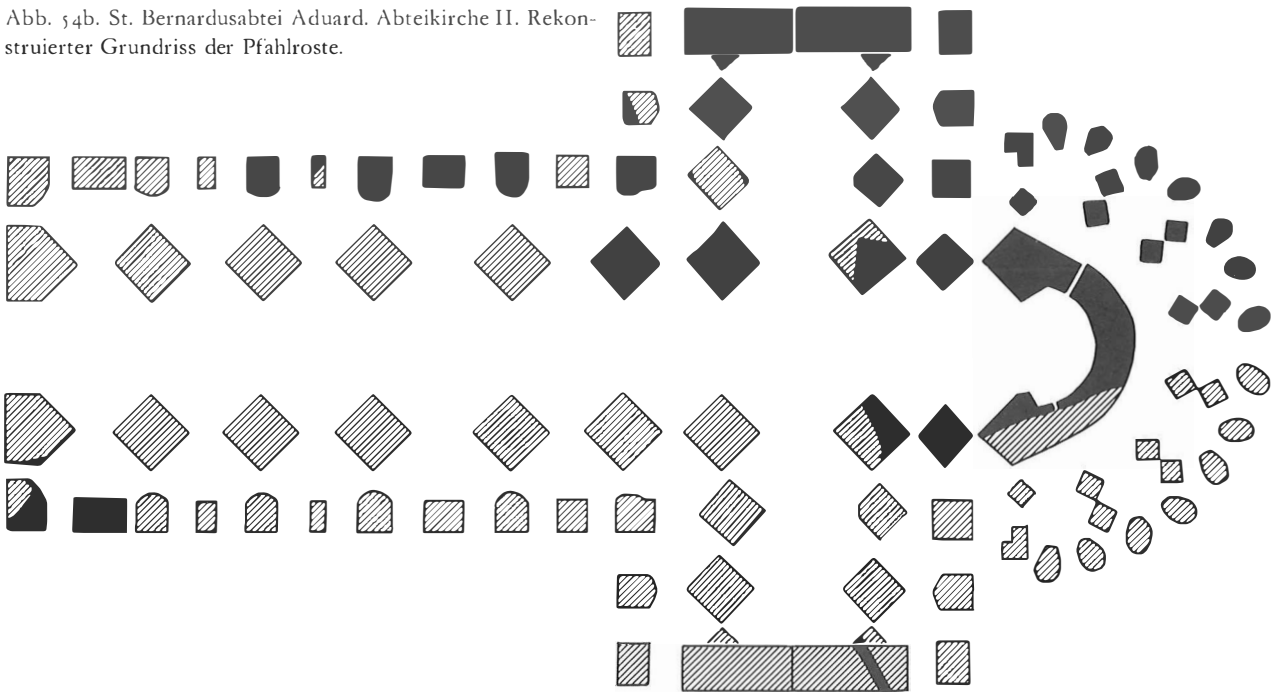 Abb. 54b. St. Bernardusabtei Aduard. Abteikirche II. Rekon-
struierter Grundriss der Pfahlroste.